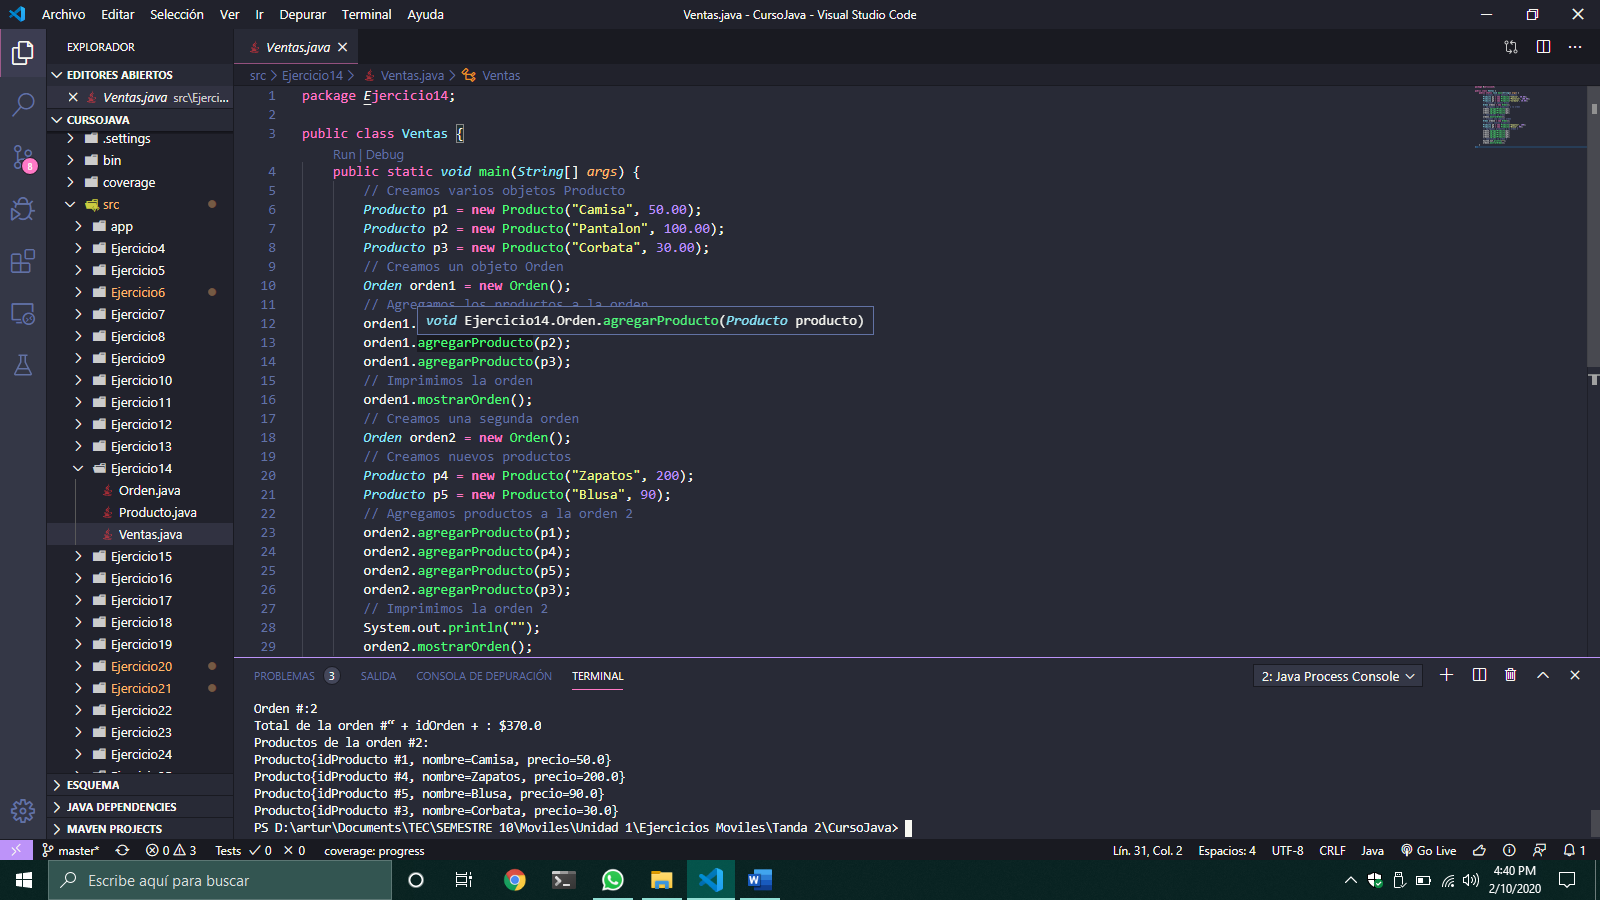 Archivo Editar Selección Ver Ir Depurar Terminal Ayuda
Ventas.java - CursoJava - Visual Studio Code
EXPLORADOR
EDITORES ABIERTOS
Ventas.java src\Ejerci...
CURSOJAVA
.settings
bin
coverage
src
app
Ejercicio4
Ejercicio5
Ejercicio6
Ejercicio7
Ejercicio8
Ejercicio9
Ejercicio10
Ejercicio11
Ejercicio12
Ejercicio13
Ejercicio14
Orden.java
Producto.java
Ventas.java
Ejercicio15
Ejercicio16
Ejercicio17
Ejercicio18
Ejercicio19
Ejercicio20
Ejercicio21
Ejercicio22
Ejercicio23
Ejercicio24
ESQUEMA
JAVA DEPENDENCIES
MAVEN PROJECTS
8
Ventas.java
src > Ejercicio14 > Ventas.java > Ventas
1 package Ejercicio14;
2
3 public class Ventas {
Run | Debug
4 public static void main(String[] args) {
5 // Creamos varios objetos Producto
6 Producto p1 = new Producto("Camisa", 50.00);
7 Producto p2 = new Producto("Pantalon", 100.00);
8 Producto p3 = new Producto("Corbata", 30.00);
9 // Creamos un objeto Orden
10 Orden orden1 = new Orden();
11 // Agregamos los productos a la orden
12 orden1.
void Ejercicio14.Orden.agregarProducto(Producto producto)
13 orden1.agregarProducto(p2);
14 orden1.agregarProducto(p3);
15 // Imprimimos la orden
16 orden1.mostrarOrden();
17 // Creamos una segunda orden
18 Orden orden2 = new Orden();
19 // Creamos nuevos productos
20 Producto p4 = new Producto("Zapatos", 200);
21 Producto p5 = new Producto("Blusa", 90);
22 // Agregamos productos a la orden 2
23 orden2.agregarProducto(p1);
24 orden2.agregarProducto(p4);
25 orden2.agregarProducto(p5);
26 orden2.agregarProducto(p3);
27 // Imprimimos la orden 2
28 System.out.println("");
29 orden2.mostrarOrden();
PROBLEMAS 3 SALIDA CONSOLA DE DEPURACIÓN TERMINAL
2: Java Process Console
Orden #:2
Total de la orden #“ + idOrden + : $370.0
Productos de la orden #2:
Producto{idProducto #1, nombre=Camisa, precio=50.0}
Producto{idProducto #4, nombre=Zapatos, precio=200.0}
Producto{idProducto #5, nombre=Blusa, precio=90.0}
Producto{idProducto #3, nombre=Corbata, precio=30.0}
PS D:\artur\Documents\TEC\SEMESTRE 10\Moviles\Unidad 1\Ejercicios Moviles\Tanda 2\CursoJava>
master* 0 3 Tests 0 0 coverage: progress
Lín. 31, Col. 2 Espacios: 4 UTF-8 CRLF Java Go Live 1
Escribe aquí para buscar
4:40 PM
2/10/2020